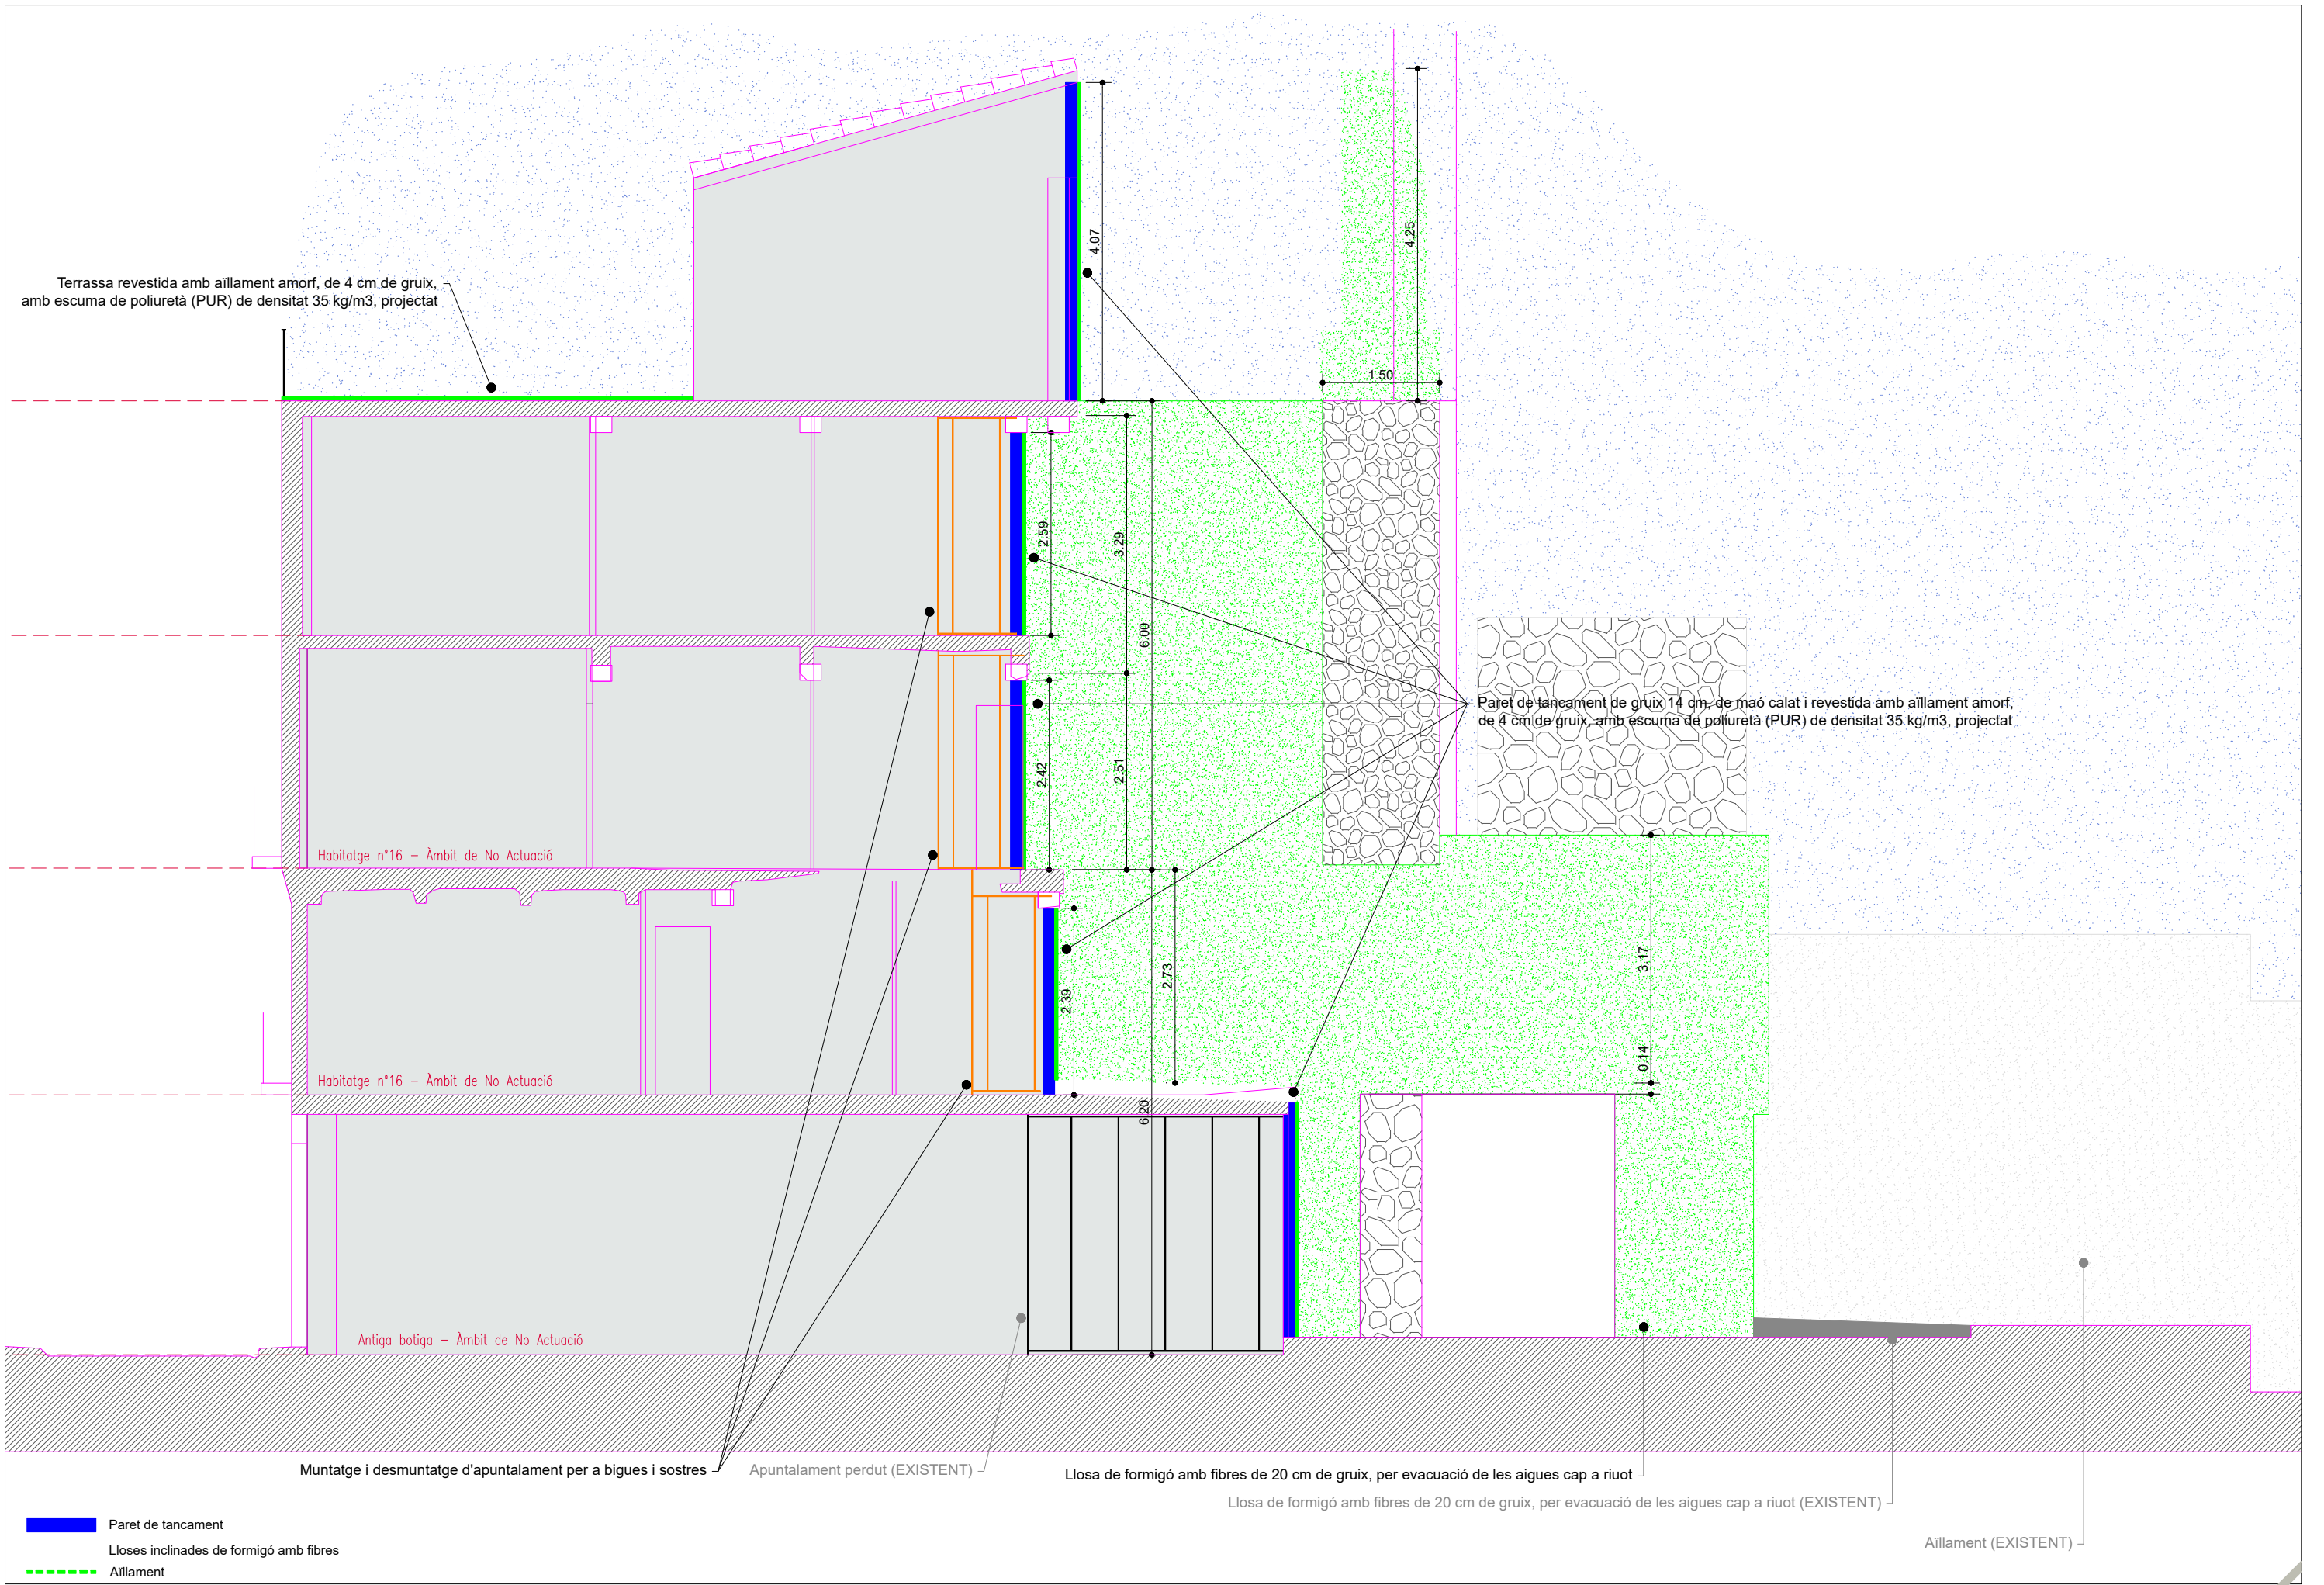 4.07
4.25
Terrassa revestida amb aïllament amorf, de 4 cm de gruix,
amb escuma de poliuretà (PUR) de densitat 35 kg/m3, projectat
1.50
2.59
3.29
6.00
Paret de tancament de gruix 14 cm, de maó calat i revestida amb aïllament amorf,
de 4 cm de gruix, amb escuma de poliuretà (PUR) de densitat 35 kg/m3, projectat
2.42
2.51
Habitatge nº16 – Àmbit de No Actuació
3.17
2.73
2.39
0.14
Habitatge nº16 – Àmbit de No Actuació
6.20
Antiga botiga – Àmbit de No Actuació
Muntatge i desmuntatge d'apuntalament per a bigues i sostres
Apuntalament perdut (EXISTENT)
Llosa de formigó amb fibres de 20 cm de gruix, per evacuació de les aigues cap a riuot
Llosa de formigó amb fibres de 20 cm de gruix, per evacuació de les aigues cap a riuot (EXISTENT)
Aïllament (EXISTENT)
Paret de tancament
Lloses inclinades de formigó amb fibres
Aïllament